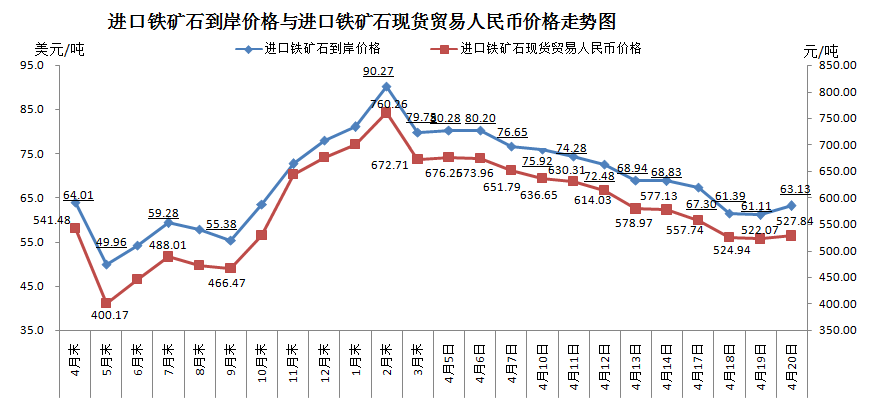 进口铁矿石到岸价格与进口铁矿石现货贸易人民币价格走势图
美元/吨
进口铁矿石到岸价格
进口铁矿石现货贸易人民币价格
元/吨
95.0
85.0
75.0
65.0
55.0
45.0
35.0
850.00
800.00
750.00
700.00
650.00
600.00
550.00
500.00
450.00
400.00
350.00
64.01
49.96
59.28
55.38
90.27
79.75
80.28
80.20
76.65
75.92
74.28
72.48
68.94
68.83
67.30
61.39
61.11
63.13
541.48
400.17
488.01
466.47
760.26
672.71
676.26
673.96
651.79
636.65
630.31
614.03
578.97
577.13
557.74
524.94
522.07
527.84
4月末
5月末
6月末
7月末
8月末
9月末
10月末
11月末
12月末
1月末
2月末
3月末
4月5日
4月6日
4月7日
4月10日
4月11日
4月12日
4月13日
4月14日
4月17日
4月18日
4月19日
4月20日